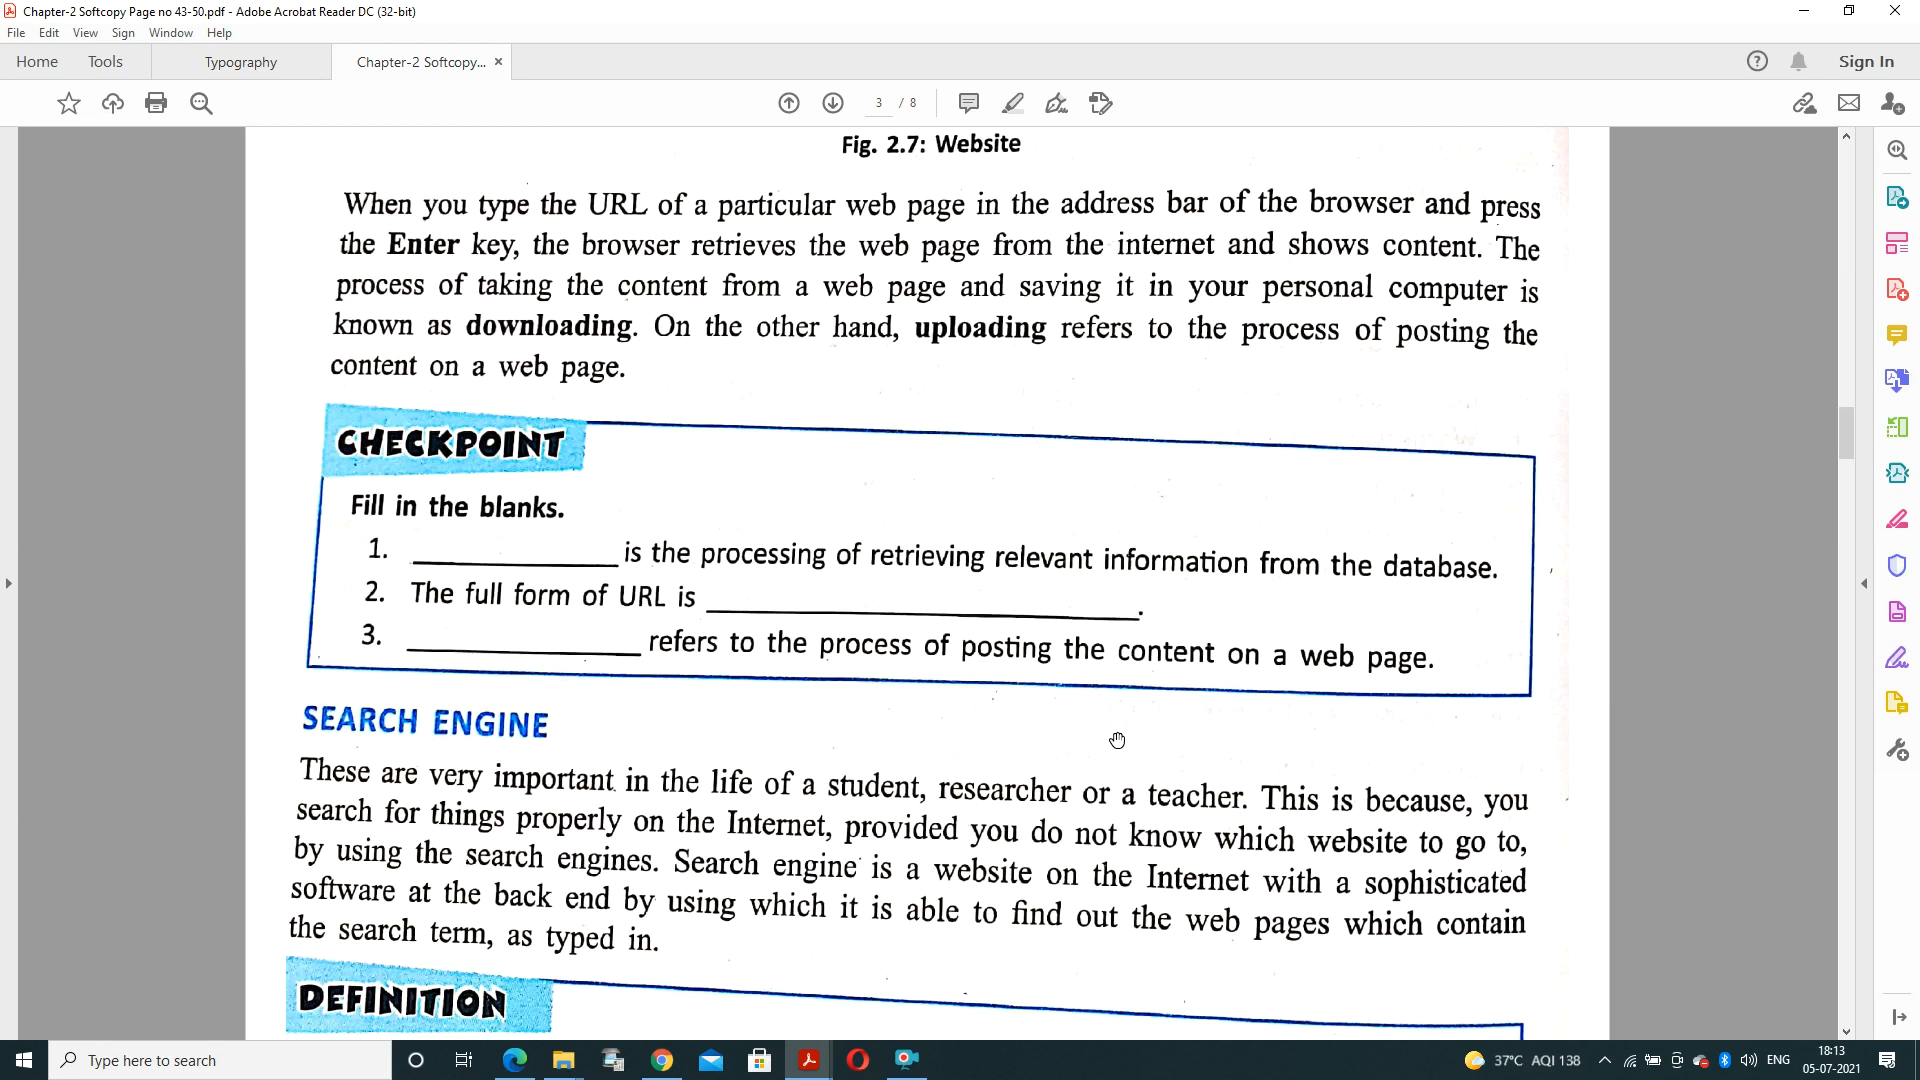 Chapter-2 Softcopy Page no 43-50.pdf - Adobe Acrobat Reader DC (32-bit)
File Edit View Sign Window Help
Home Tools Typography Chapter-2 Softcopy... × Sign In
3 / 8
Fig. 2.7: Website
When you type the URL of a particular web page in the address bar of the browser and press
the Enter key, the browser retrieves the web page from the internet and shows content. The
process of taking the content from a web page and saving it in your personal computer is
known as downloading. On the other hand, uploading refers to the process of posting the
content on a web page.
CHECKPOINT
Fill in the blanks.
1. ____________ is the processing of retrieving relevant information from the database.
2. The full form of URL is ____________.
3. ____________ refers to the process of posting the content on a web page.
SEARCH ENGINE
These are very important in the life of a student, researcher or a teacher. This is because, you
search for things properly on the Internet, provided you do not know which website to go to,
by using the search engines. Search engine is a website on the Internet with a sophisticated
software at the back end by using which it is able to find out the web pages which contain
the search term, as typed in.
DEFINITION
Type here to search
37°C AQI 138
ENG
18:13
05-07-2021